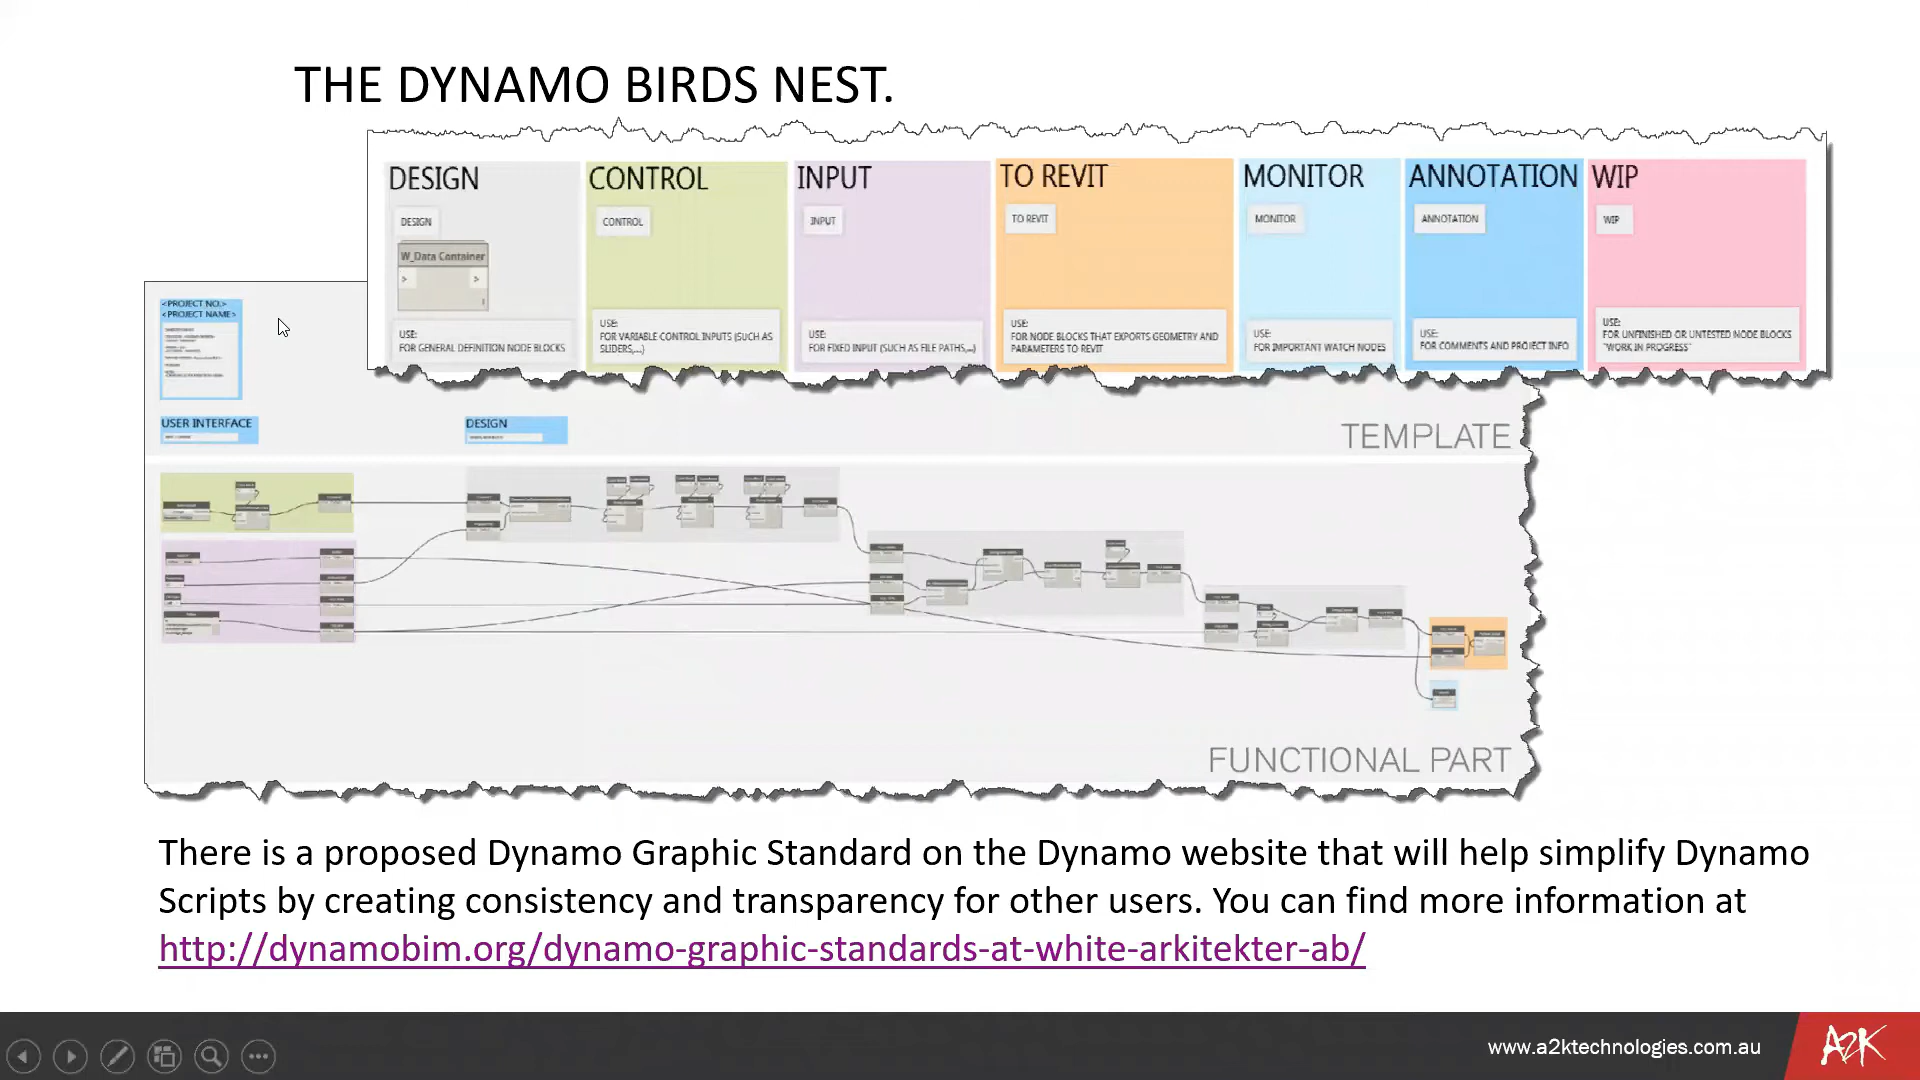 THE DYNAMO BIRDS NEST.
DESIGN
CONTROL
INPUT
TO REVIT
MONITOR
ANNOTATION
WIP
DESIGN
CONTROL
INPUT
TO REVIT
MONITOR
ANNOTATION
WIP
W_Data Container
USE:
FOR GENERAL DEFINITION NODE BLOCKS
USE:
FOR VARIABLE CONTROL INPUTS (SUCH AS
SLIDERS,...)
USE:
FOR FIXED INPUT (SUCH AS FILE PATHS,...)
USE:
FOR NODE BLOCKS THAT EXPORTS GEOMETRY AND
PARAMETERS TO REVIT
USE:
FOR IMPORTANT WATCH NODES
USE:
FOR COMMENTS AND PROJECT INFO
USE:
FOR UNFINISHED OR UNTESTED NODE BLOCKS
"WORK IN PROGRESS"
<PROJECT NO.>
<PROJECT NAME>
USER INTERFACE
DESIGN
TEMPLATE
FUNCTIONAL PART
There is a proposed Dynamo Graphic Standard on the Dynamo website that will help simplify Dynamo
Scripts by creating consistency and transparency for other users. You can find more information at
http://dynamobim.org/dynamo-graphic-standards-at-white-arkitekter-ab/
www.a2ktechnologies.com.au
A2K